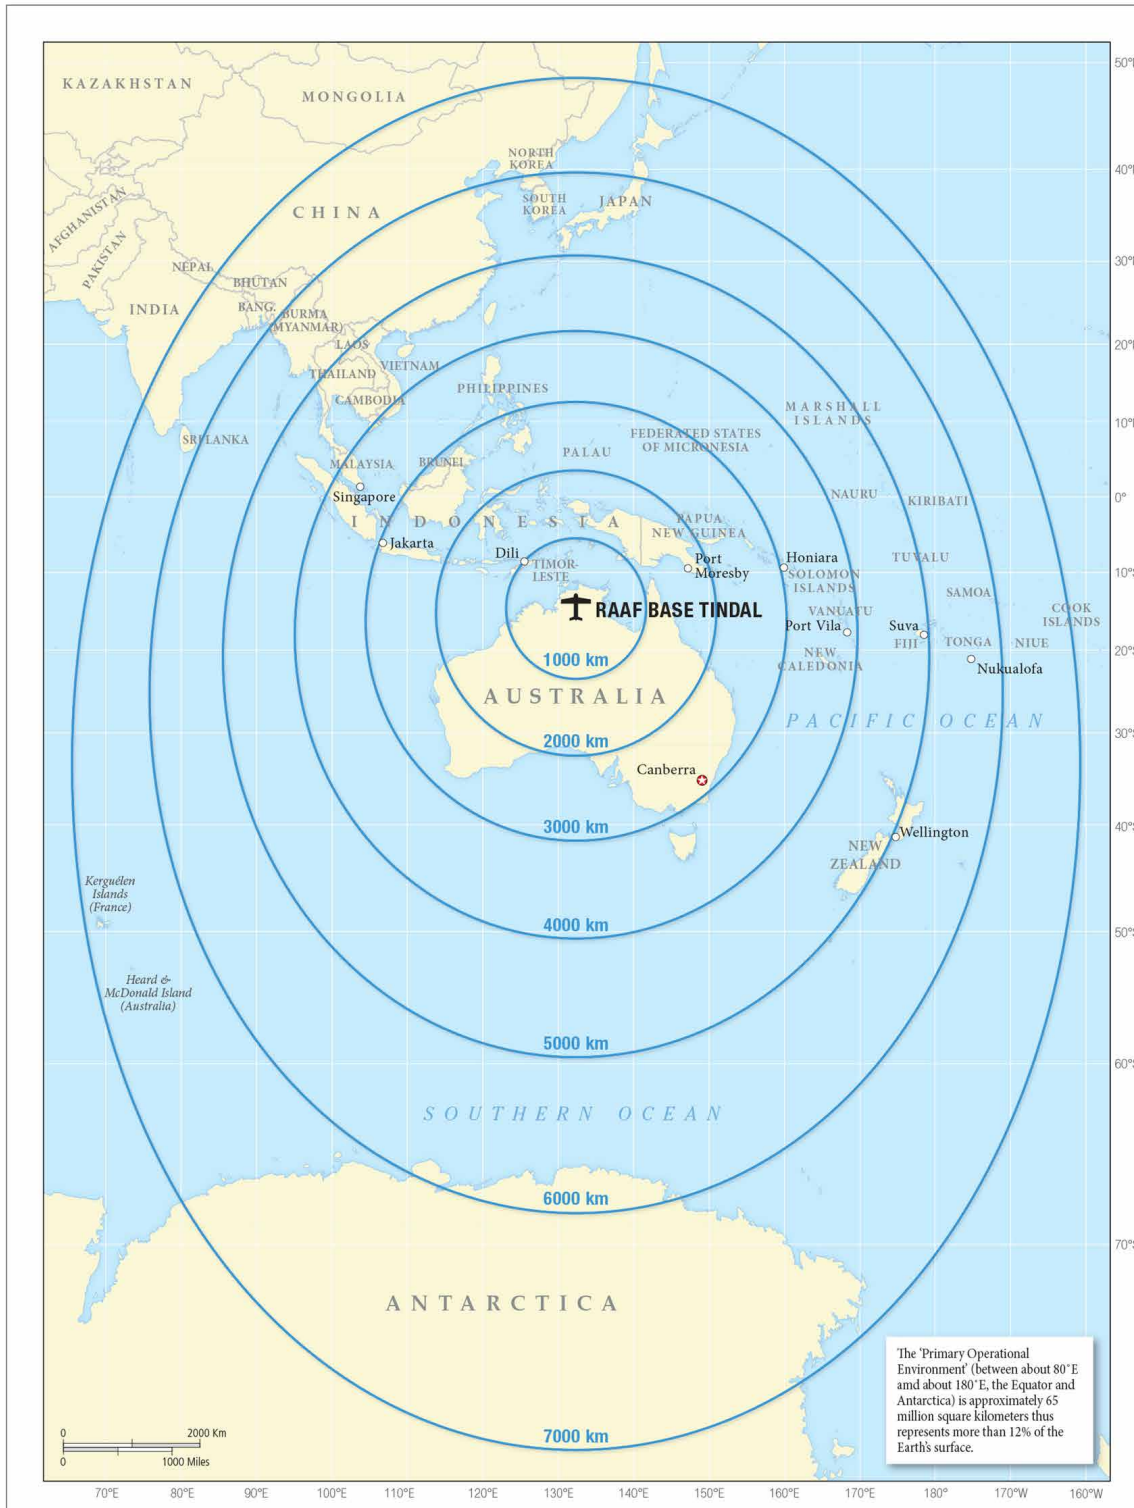 50°
KAZAKHSTAN
MONGOLIA
NORTH
KOREA
40°
AFGHANISTAN
CHINA
SOUTH
KOREA
JAPAN
PAKISTAN
30°
NEPAL
BHUTAN
INDIA
BANG.
BURMA
(MYANMAR)
LAOS
20°
THAILAND
VIETNAM
PHILIPPINES
CAMBODIA
MARSHALL
ISLANDS
10°
SRI LANKA
FEDERATED STATES
OF MICRONESIA
PALAU
MALAYSIA
BRUNEI
Singapore
NAURU
KIRIBATI
0°
INDONESIA
PAPUA
NEW GUINEA
Jakarta
Dili
TIMOR-
LESTE
Port
Moresby
Honiara
SOLOMON
ISLANDS
TUVALU
10°
SAMOA
RAAF BASE TINDAL
VANUATU
Port Vila
Suva
FIJI
TONGA
NIUE
COOK
ISLANDS
20°
NEW
CALEDONIA
Nukualofa
1000 km
AUSTRALIA
PACIFIC OCEAN
30°
2000 km
Canberra
3000 km
40°
Wellington
NEW
ZEALAND
Kerguélen
Islands
(France)
4000 km
50°
Heard &
McDonald Island
(Australia)
5000 km
60°
SOUTHERN OCEAN
6000 km
70°
ANTARCTICA
The ‘Primary Operational
Environment’ (between about 80˚E
amd about 180˚E, the Equator and
Antarctica) is approximately 65
million square kilometers thus
represents more than 12% of the
Earth’s surface.
7000 km
0 2000 Km
0 1000 Miles
70°E 80°E 90°E 100°E 110°E 120°E 130°E 140°E 150°E 160°E 170°E 180° 170°W 160°W